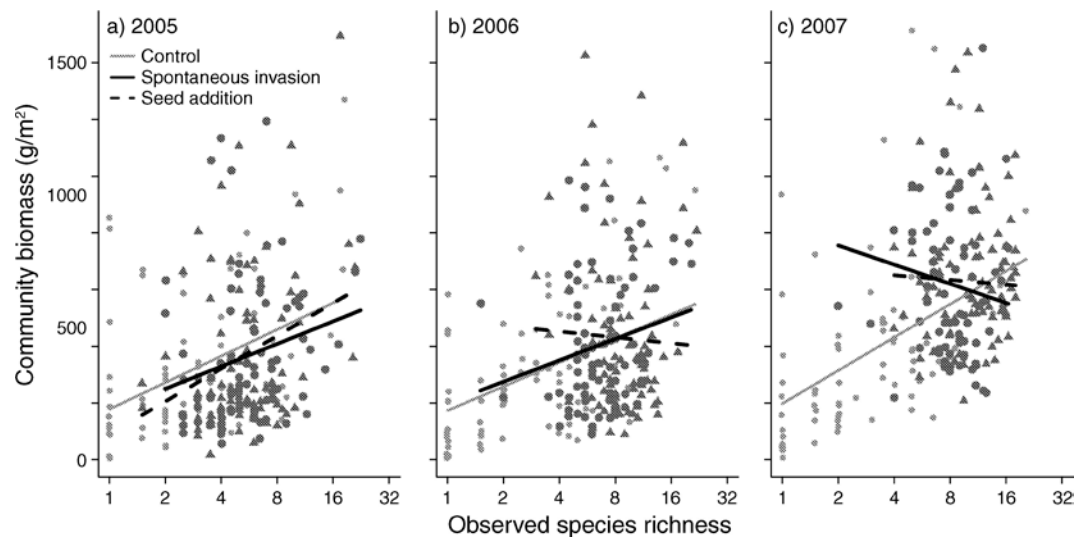 a) 2005
b) 2006
c) 2007
Control
Spontaneous invasion
Seed addition
Community biomass (g/m²)
1500
1000
500
0
1 2 4 8 16 32
1 2 4 8 16 32
1 2 4 8 16 32
Observed species richness